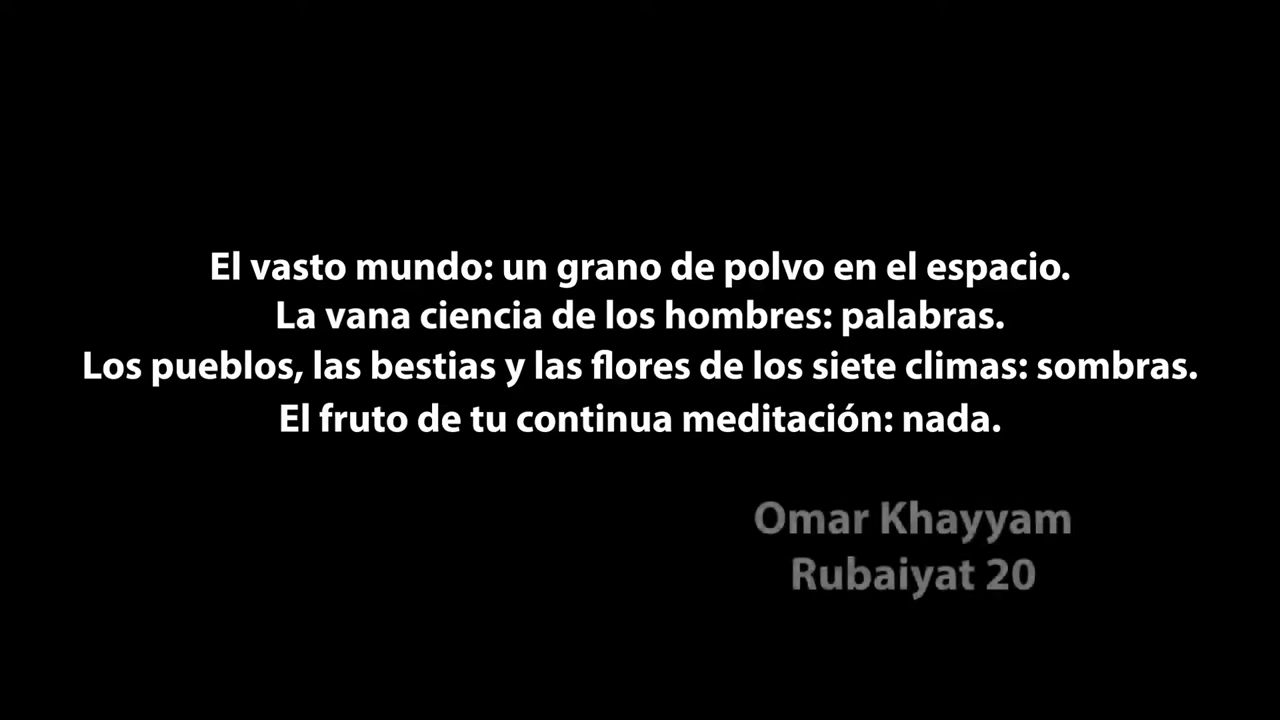 El vasto mundo: un grano de polvo en el espacio.
La vana ciencia de los hombres: palabras.
Los pueblos, las bestias y las flores de los siete climas: sombras.
El fruto de tu continua meditación: nada.
Omar Khayyam
Rubaiyat 20